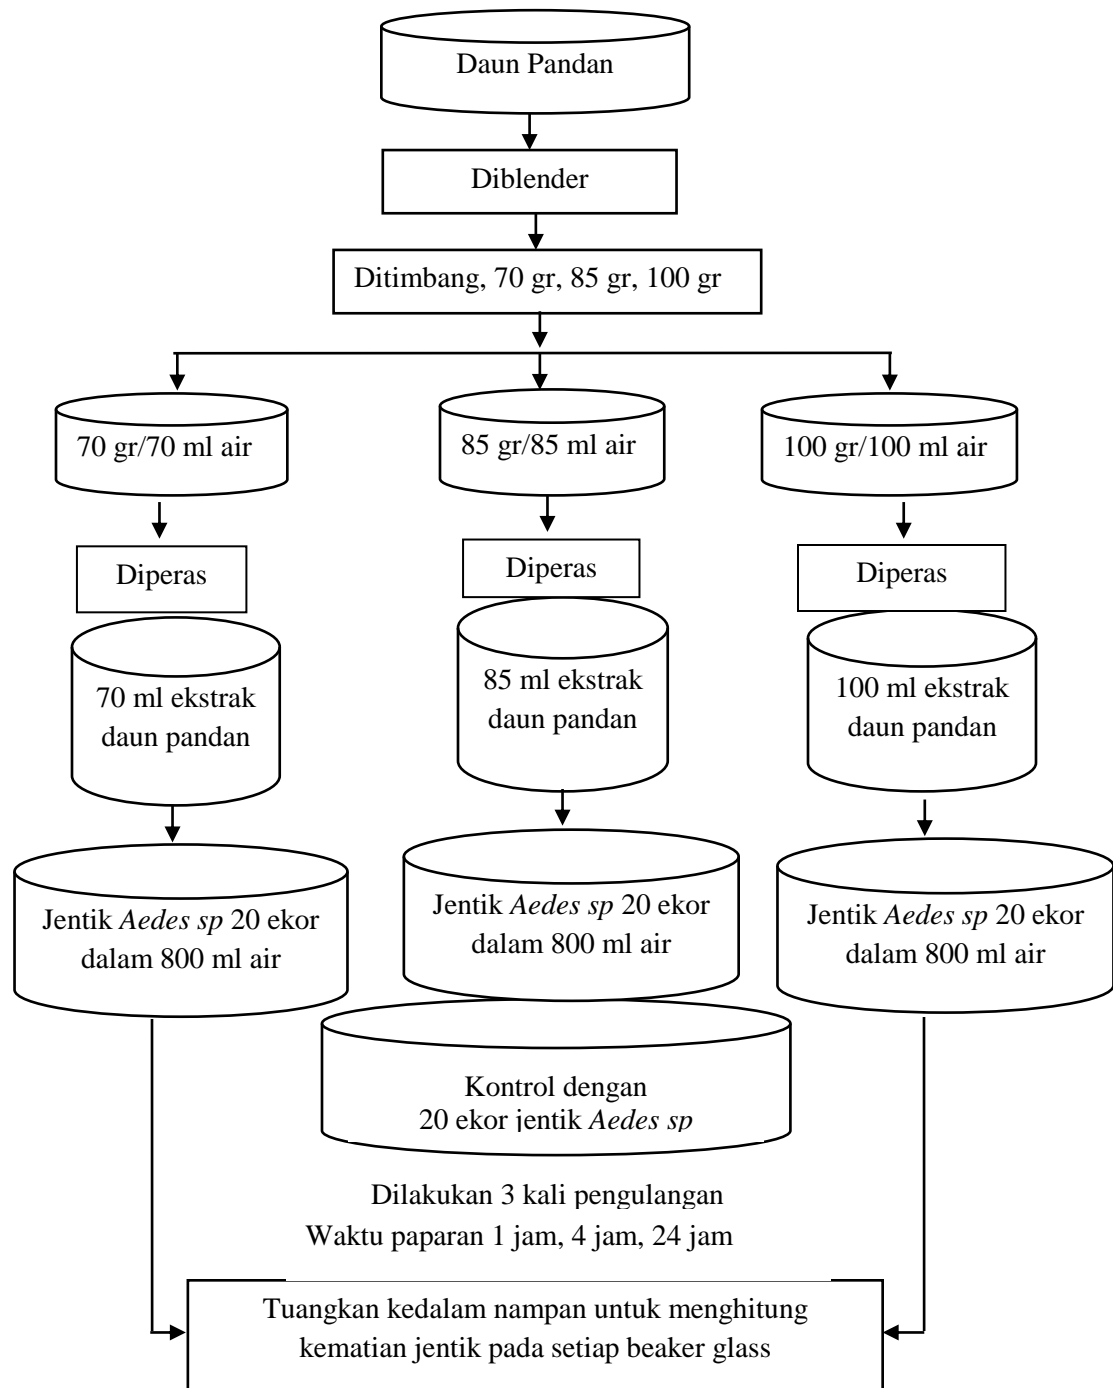 Daun Pandan
Diblender
Ditimbang, 70 gr, 85 gr, 100 gr
70 gr/70 ml air
85 gr/85 ml air
100 gr/100 ml air
Diperas
Diperas
Diperas
70 ml ekstrak
daun pandan
85 ml ekstrak
daun pandan
100 ml ekstrak
daun pandan
Jentik Aedes sp 20 ekor
dalam 800 ml air
Jentik Aedes sp 20 ekor
dalam 800 ml air
Jentik Aedes sp 20 ekor
dalam 800 ml air
Kontrol dengan
20 ekor jentik Aedes sp
Dilakukan 3 kali pengulangan
Waktu paparan 1 jam, 4 jam, 24 jam
Tuangkan kedalam nampan untuk menghitung
kematian jentik pada setiap beaker glass